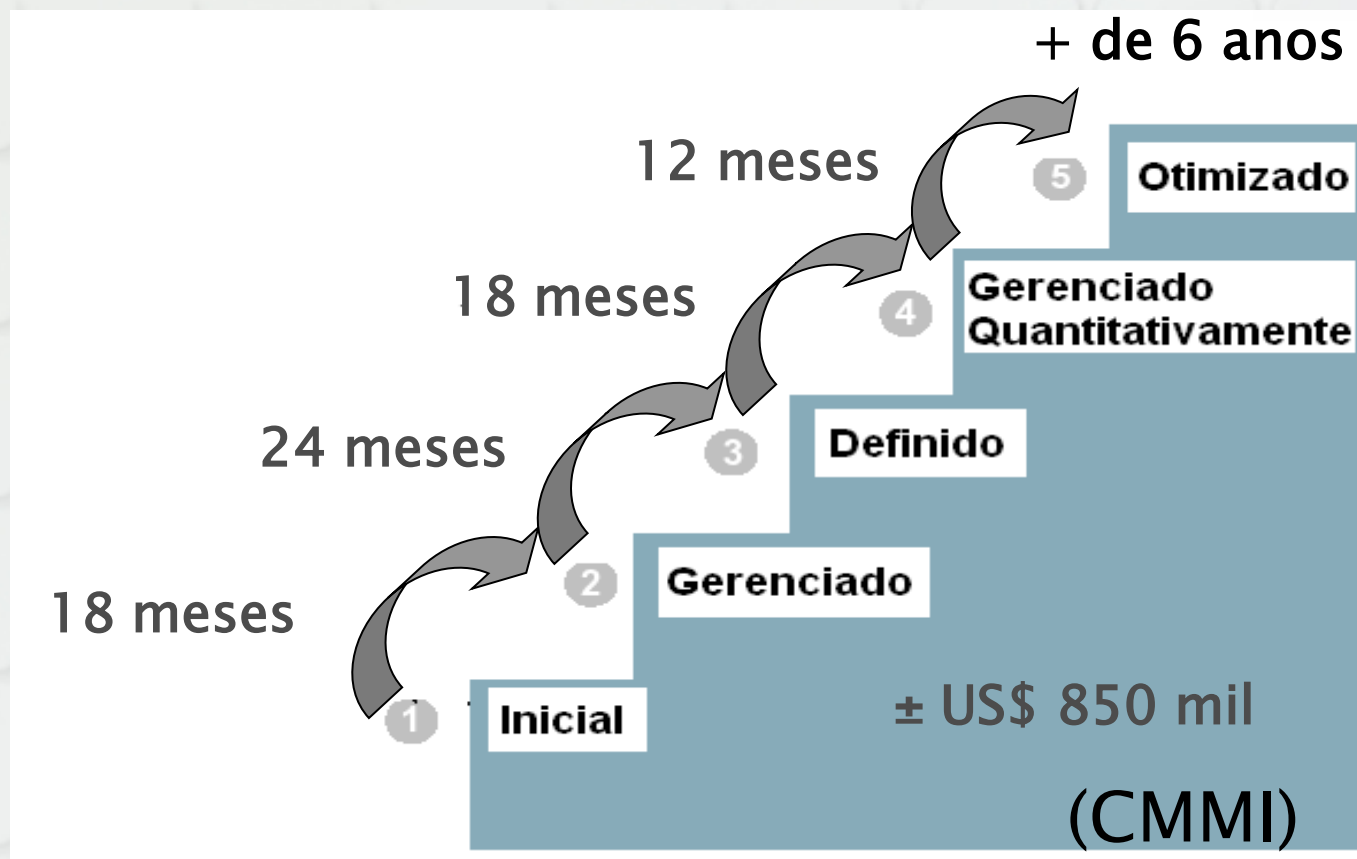 + de 6 anos
12 meses
5
Otimizado
18 meses
4
Gerenciado
Quantitativamente
24 meses
3
Definido
18 meses
2
Gerenciado
1
Inicial
± US$ 850 mil
(CMMI)